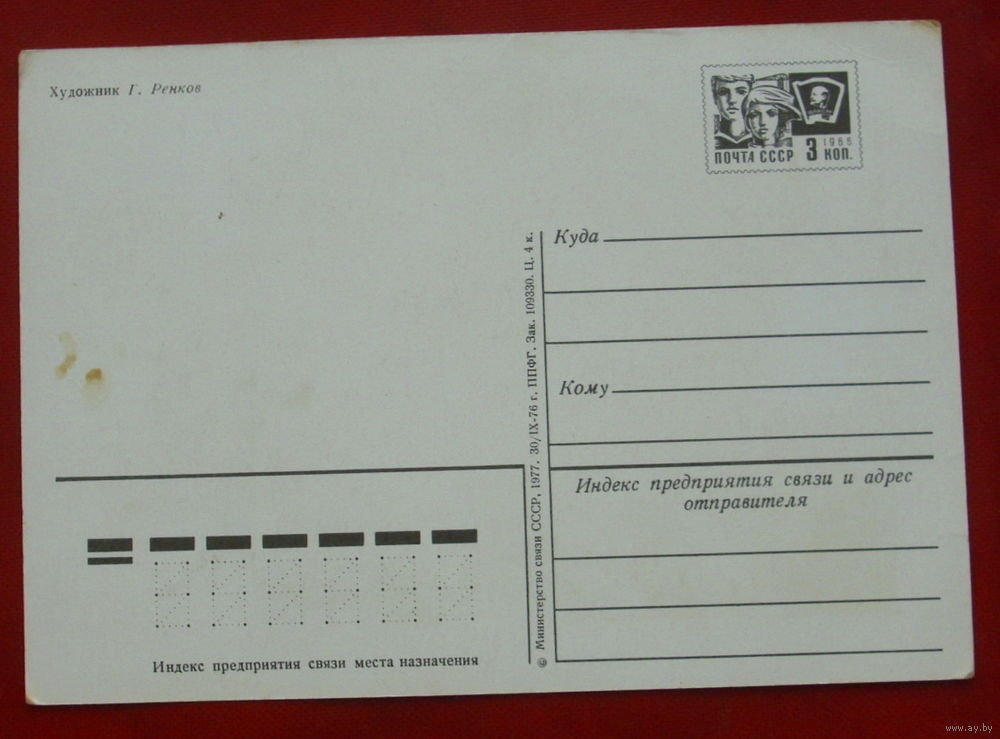 Художник Г. Ренков
1966
ПОЧТА СССР 3 КОП.
Куда
Кому
Индекс предприятия связи и адрес
отправителя
© Министерство связи СССР, 1977. 30/IX-76 г. ППФГ. Зак. 109330. Ц. 4 к.
Индекс предприятия связи места назначения
www.ay.by